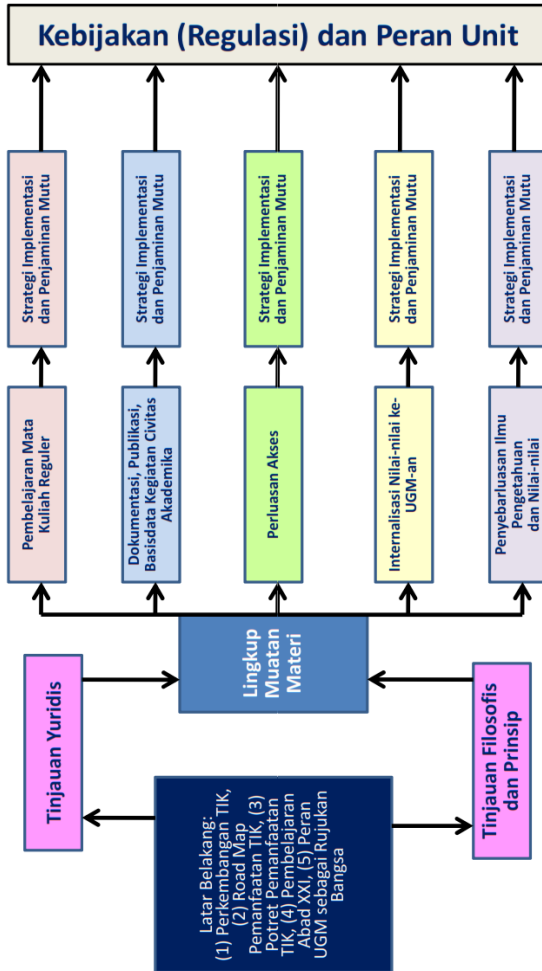 Kebijakan (Regulasi) dan Peran Unit
Strategi Implementasi
dan Penjaminan Mutu
Strategi Implementasi
dan Penjaminan Mutu
Strategi Implementasi
dan Penjaminan Mutu
Strategi Implementasi
dan Penjaminan Mutu
Strategi Implementasi
dan Penjaminan Mutu
Pembelajaran Mata
Kuliah Reguler
Dokumentasi, Publikasi,
Basisdata Kegiatan Civitas
Akademika
Perluasan Akses
Internalisasi Nilai-nilai ke-
UGM-an
Penyebarluasan Ilmu
Pengetahuan
dan Nilai-nilai
Lingkup
Muatan
Materi
Tinjauan Yuridis
Tinjauan Filosofis
dan Prinsip
Latar Belakang:
(1) Perkembangan TIK,
(2) Road Map
Pemanfaatan TIK, (3)
Potret Pemanfaatan
TIK, (4) Pembelajaran
Abad XXI, (5) Peran
UGM sebagai Rujukan
Bangsa